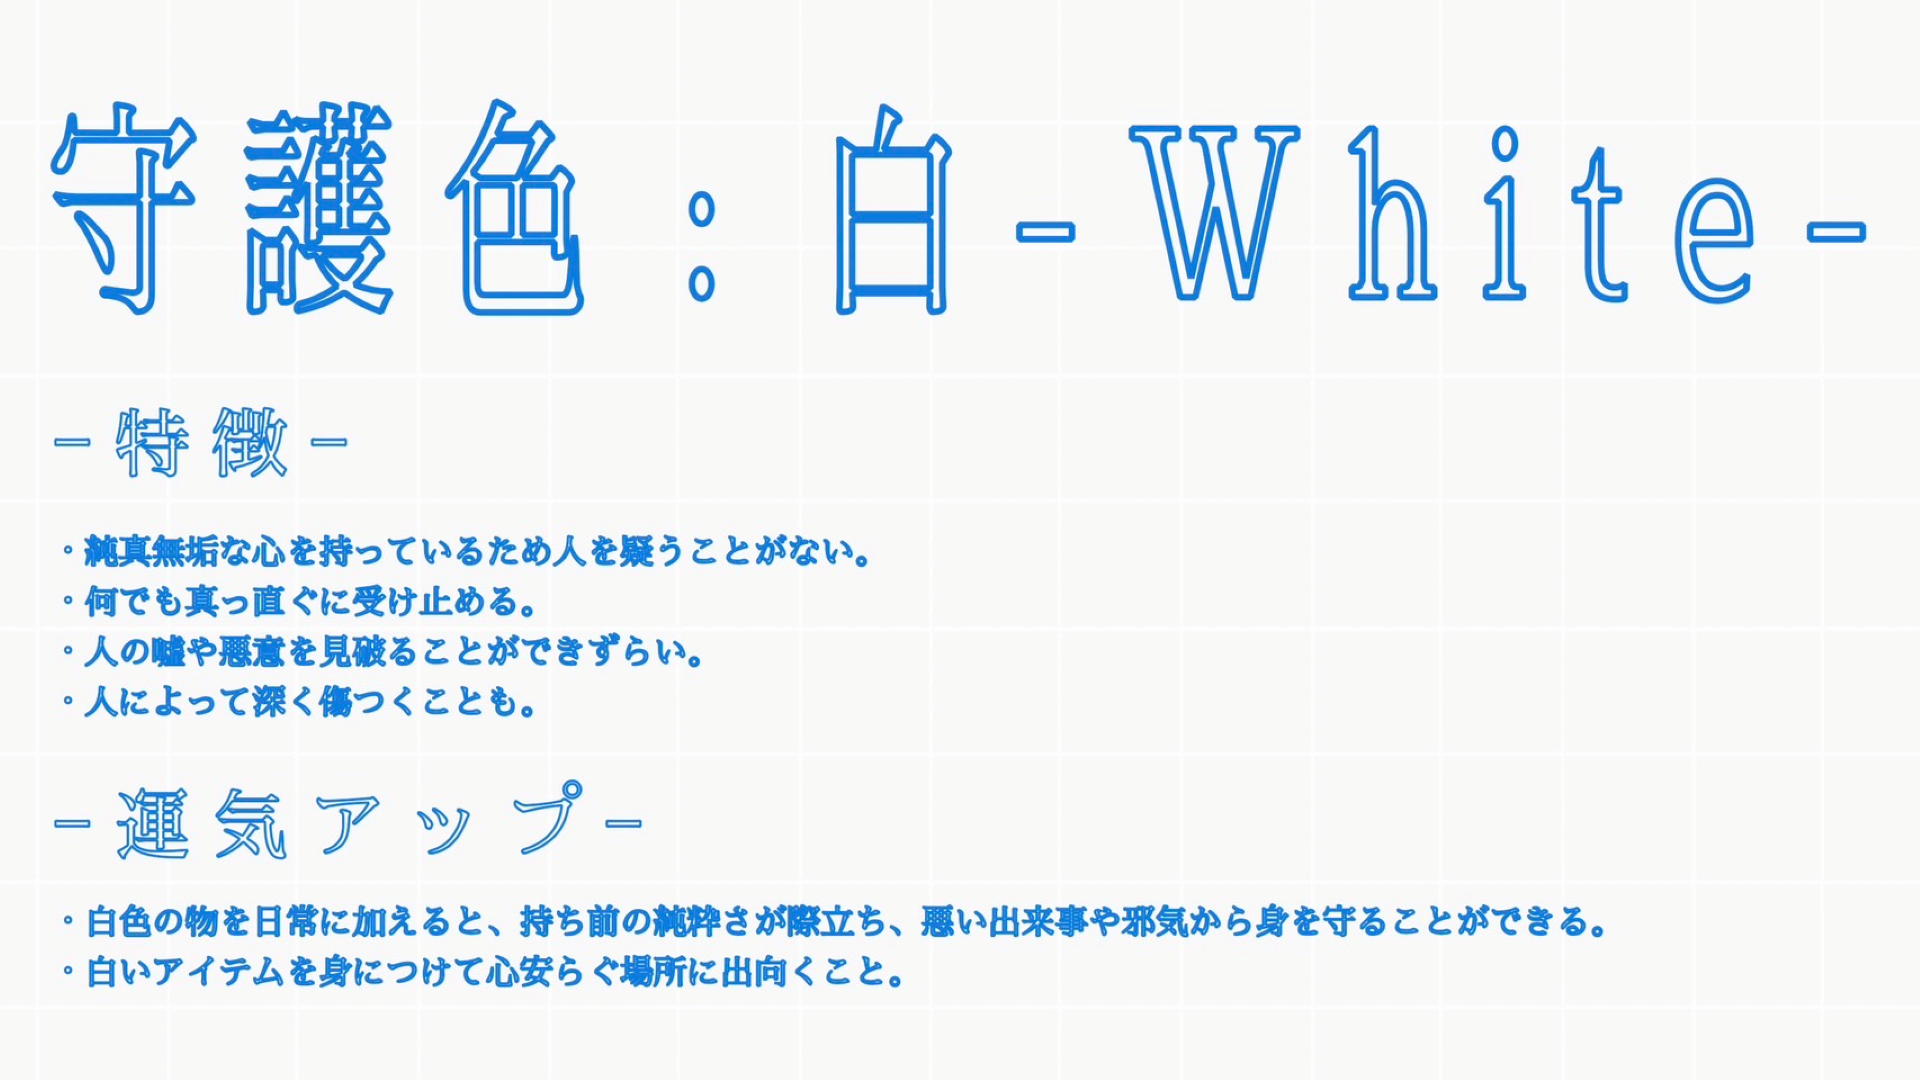 守護色：白-White-
-特徴-
・純真無垢な心を持っているため人を疑うことがない。
・何でも真っ直ぐに受け止める。
・人の嘘や悪意を見破ることができずらい。
・人によって深く傷つくことも。
-運気アップ-
・白色の物を日常に加えると、持ち前の純粋さが際立ち、悪い出来事や邪気から身を守ることができる。
・白いアイテムを身につけて心安らぐ場所に出向くこと。